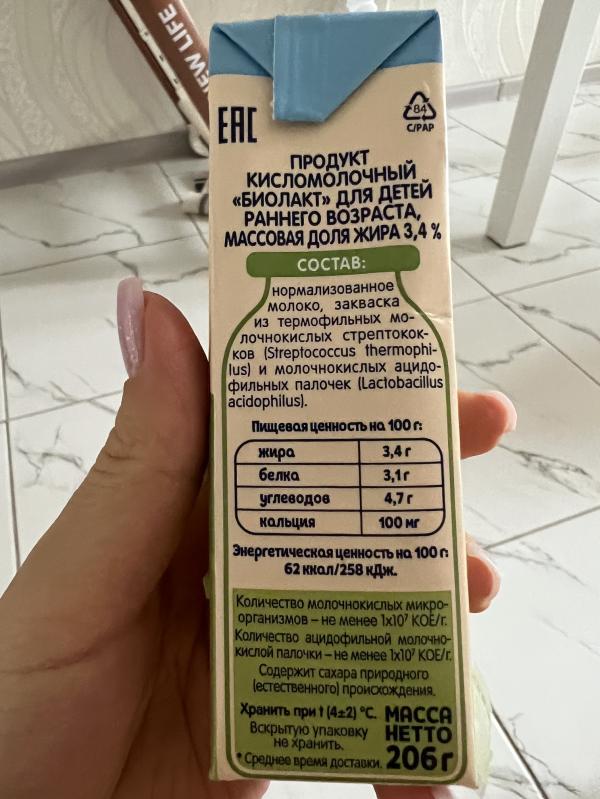 NEW LIFE
EAC
84
C/PAP
ПРОДУКТ
КИСЛОМОЛОЧНЫЙ
«БИОЛАКТ» ДЛЯ ДЕТЕЙ
РАННЕГО ВОЗРАСТА,
МАССОВАЯ ДОЛЯ ЖИРА 3,4 %
СОСТАВ:
нормализованное
молоко, закваска
из термофильных мо-
лочнокислых стрептокок-
ков (Streptococcus thermophi-
lus) и молочнокислых ацидо-
фильных палочек (Lactobacillus
acidophilus).
Пищевая ценность на 100 г:
жира 3,4 г
белка 3,1 г
углеводов 4,7 г
кальция 100 мг
Энергетическая ценность на 100 г:
62 ккал/258 кДж.
Количество молочнокислых микро-
организмов – не менее 1х10⁷ КОЕ/г.
Количество ацидофильной молочно-
кислой палочки – не менее 1х10⁷ КОЕ/г.
Содержит сахара природного
(естественного) происхождения.
Хранить при t (4±2) °С.
Вскрытую упаковку
не хранить.
* Среднее время доставки.
МАССА
НЕТТО
206 г